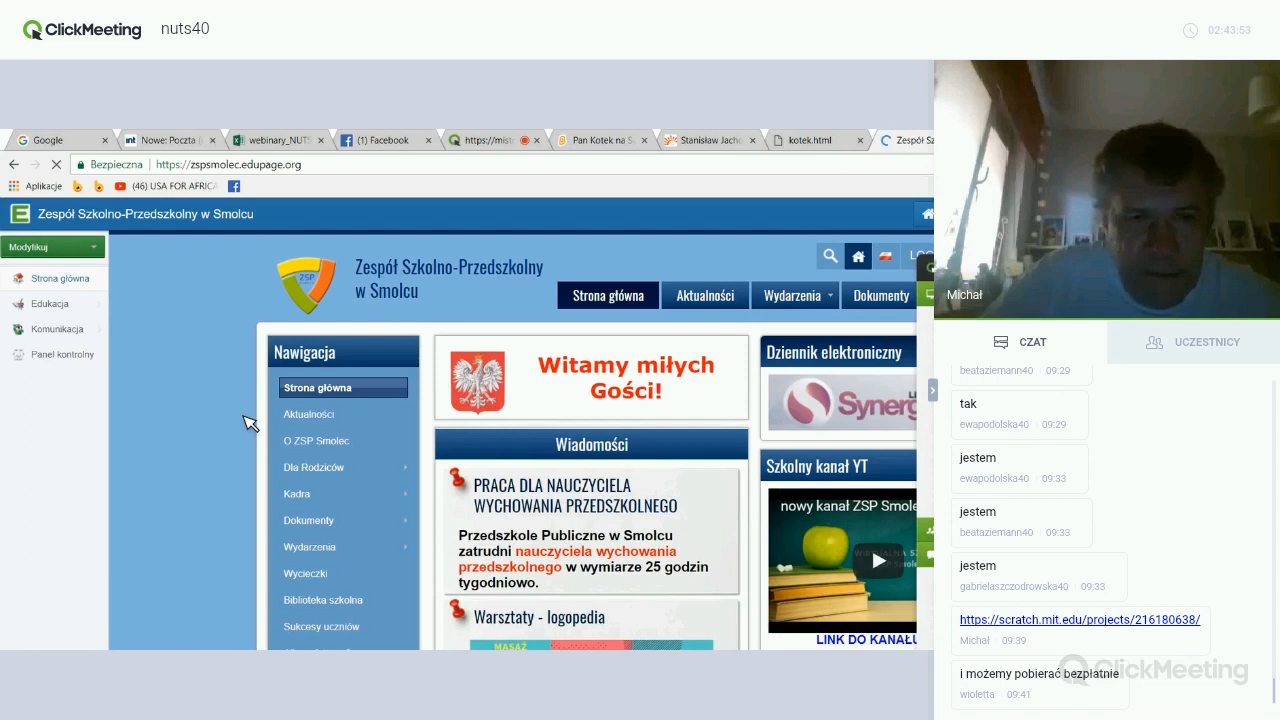 ClickMeeting nuts40 02:43:53
Google
Nowe: Poczta
webinary_NUTS
(1) Facebook
Pan Kotek na
Stanisław Jacho
kotek.html
Bezpieczna | https://zspsmolec.edupage.org
Aplikacje
(46) USA FOR AFRICA
Zespół Szkolno-Przedszkolny w Smolcu
Modyfikuj
Strona główna
Edukacja
Komunikacja
Panel kontrolny
ZSP
Zespół Szkolno-Przedszkolny
w Smolcu
Strona główna
Aktualności
Wydarzenia
Dokumenty
Nawigacja
Strona główna
Aktualności
O ZSP Smolec
Dla Rodziców
Kadra
Dokumenty
Wydarzenia
Wycieczki
Biblioteka szkolna
Sukcesy uczniów
Witamy miłych
Gości!
Wiadomości
PRACA DLA NAUCZYCIELA
WYCHOWANIA PRZEDSZKOLNEGO
Przedszkole Publiczne w Smolcu
zatrudni nauczyciela wychowania
przedszkolnego w wymiarze 25 godzin
tygodniowo.
Warsztaty - logopedia
MASAŻ
Dziennik elektroniczny
Synerg
Szkolny kanał YT
nowy kanał ZSP Smole
LINK DO KANAŁU
Michał
CZAT
UCZESTNICY
beataziemann40 09:29
tak
ewapodolska40 09:29
jestem
ewapodolska40 09:33
jestem
beataziemann40 09:33
jestem
gabrielaszczodrowska40 09:33
https://scratch.mit.edu/projects/216180638/
Michał 09:39
i możemy pobierać bezpłatnie
wioletta 09:41
ClickMeeting